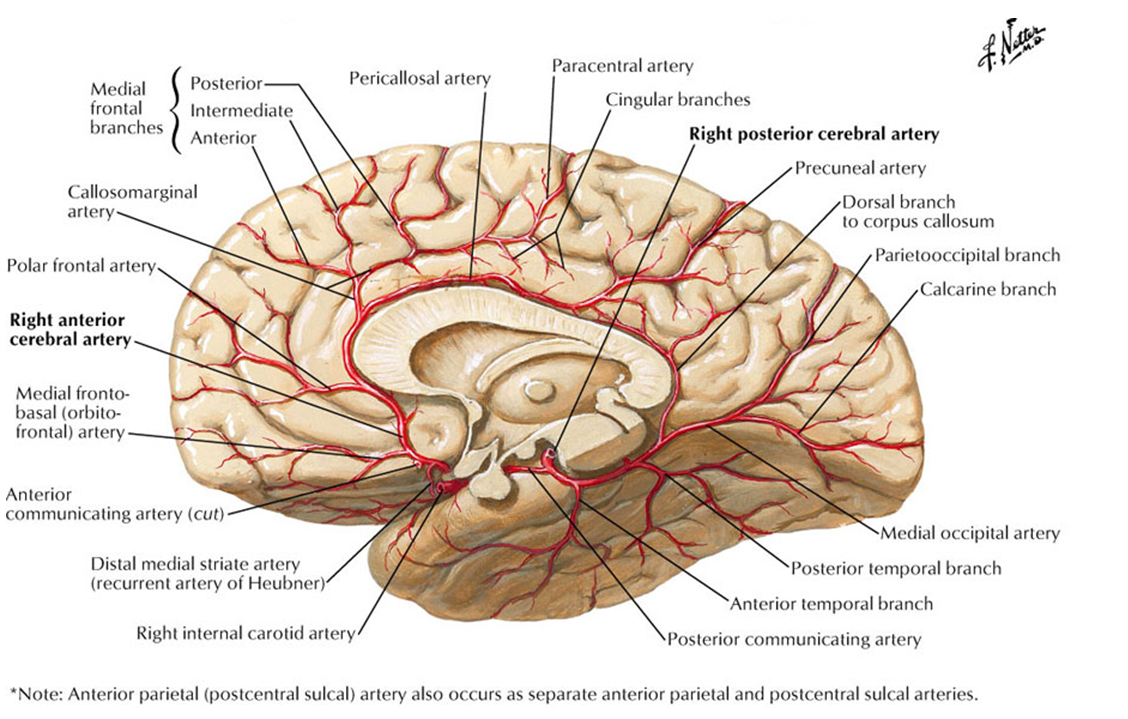 F. Netter
M.D.
Paracentral artery
Pericallosal artery
Medial
frontal
branches
Posterior
Intermediate
Anterior
Cingular branches
Right posterior cerebral artery
Precuneal artery
Callosomarginal
artery
Dorsal branch
to corpus callosum
Polar frontal artery
Parietooccipital branch
Calcarine branch
Right anterior
cerebral artery
Medial fronto-
basal (orbito-
frontal) artery
Anterior
communicating artery (cut)
Medial occipital artery
Distal medial striate artery
(recurrent artery of Heubner)
Posterior temporal branch
Anterior temporal branch
Right internal carotid artery
Posterior communicating artery
*Note: Anterior parietal (postcentral sulcal) artery also occurs as separate anterior parietal and postcentral sulcal arteries.